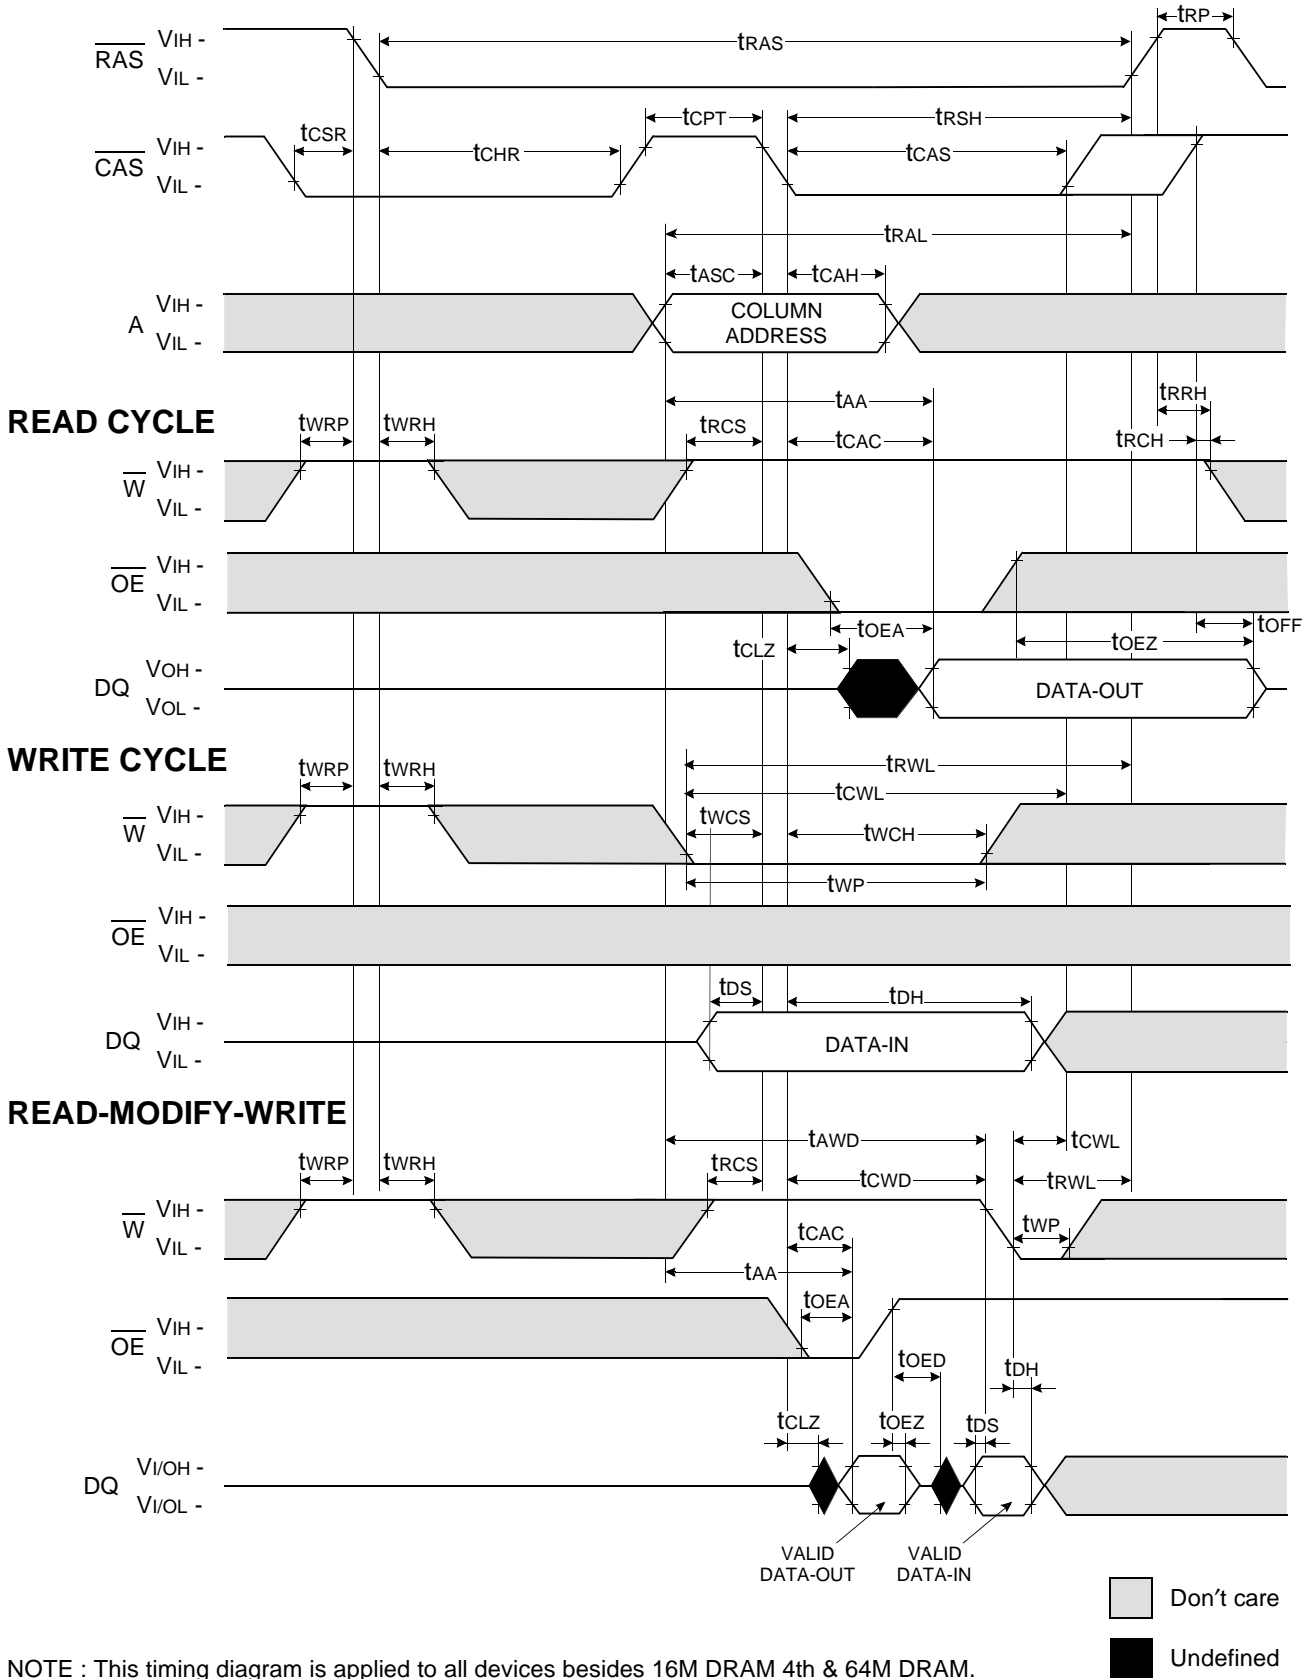 tRP
RAS
VIH -
VIL -
tRAS
CAS
VIH -
VIL -
tCSR
tCHR
tCPT
tRSH
tCAS
tRAL
tASC
tCAH
A
VIH -
VIL -
COLUMN
ADDRESS
READ CYCLE
tWRP
tWRH
tRCS
tAA
tCAC
tRRH
tRCH
W
VIH -
VIL -
OE
VIH -
VIL -
tOEA
tOEZ
tOFF
tCLZ
DQ
VOH -
VOL -
DATA-OUT
WRITE CYCLE
tWRP
tWRH
tRWL
tCWL
tWCS
tWCH
tWP
W
VIH -
VIL -
OE
VIH -
VIL -
tDS
tDH
DQ
VIH -
VIL -
DATA-IN
READ-MODIFY-WRITE
tAWD
tCWL
tWRP
tWRH
tRCS
tCWD
tRWL
W
VIH -
VIL -
tWP
tCAC
tAA
tOEA
OE
VIH -
VIL -
tOED
tDH
tCLZ
tOEZ
tDS
DQ
VI/OH -
VI/OL -
VALID
DATA-OUT
VALID
DATA-IN
Don′t care
Undefined
NOTE : This timing diagram is applied to all devices besides 16M DRAM 4th & 64M DRAM.